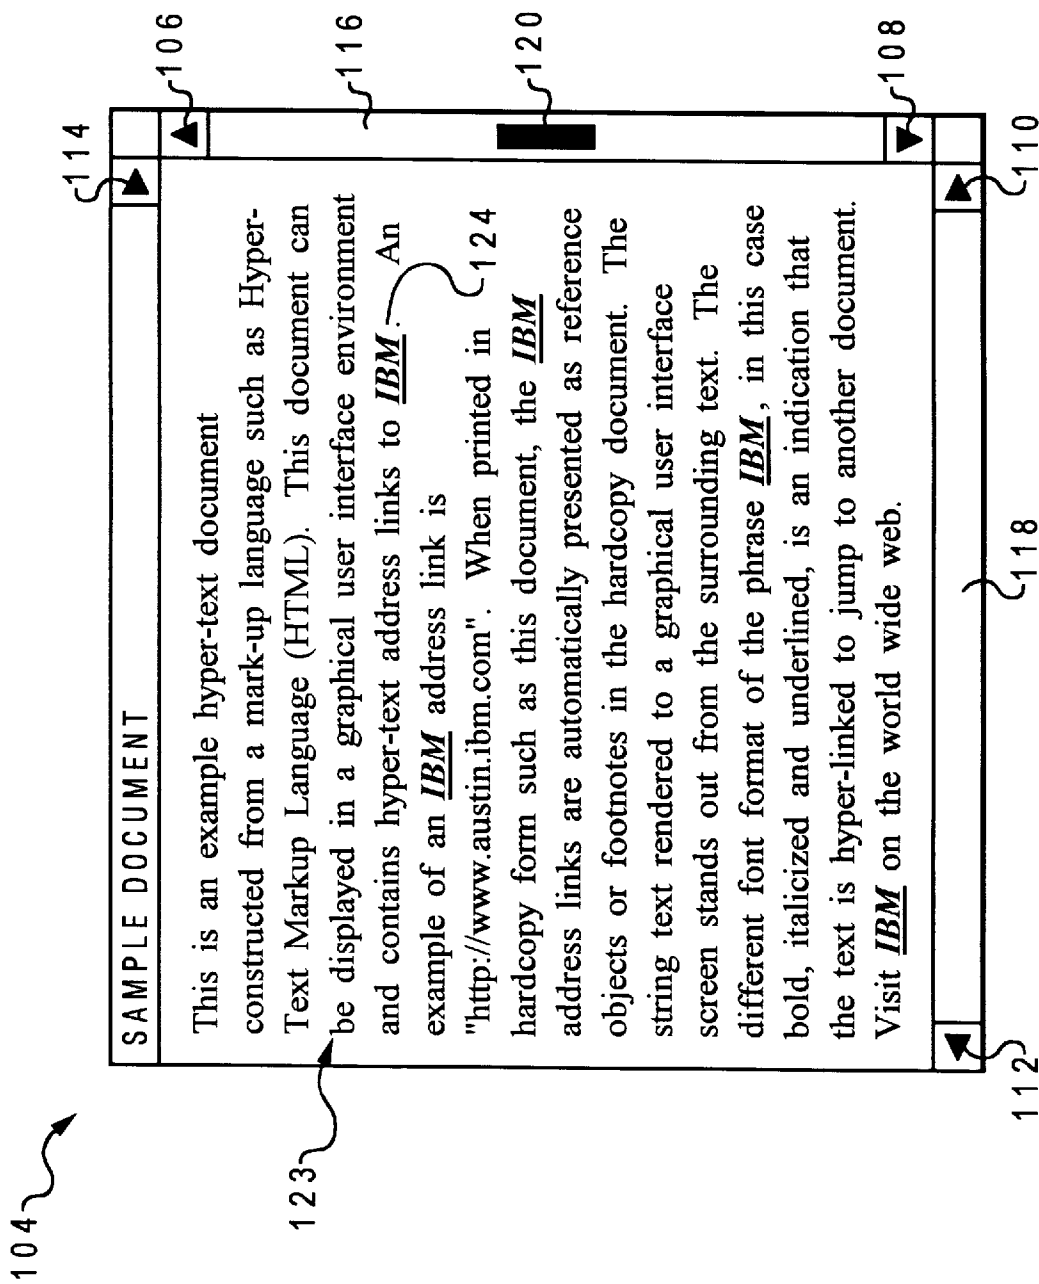 104
SAMPLE DOCUMENT
114
106
116
120
108
110
118
112
123
This is an example hyper-text document
constructed from a mark-up language such as Hyper-
Text Markup Language (HTML). This document can
be displayed in a graphical user interface environment
and contains hyper-text address links to IBM. An
124
example of an IBM address link is
"http://www.austin.ibm.com". When printed in
hardcopy form such as this document, the IBM
address links are automatically presented as reference
objects or footnotes in the hardcopy document. The
string text rendered to a graphical user interface
screen stands out from the surrounding text. The
different font format of the phrase IBM, in this case
bold, italicized and underlined, is an indication that
the text is hyper-linked to jump to another document.
Visit IBM on the world wide web.